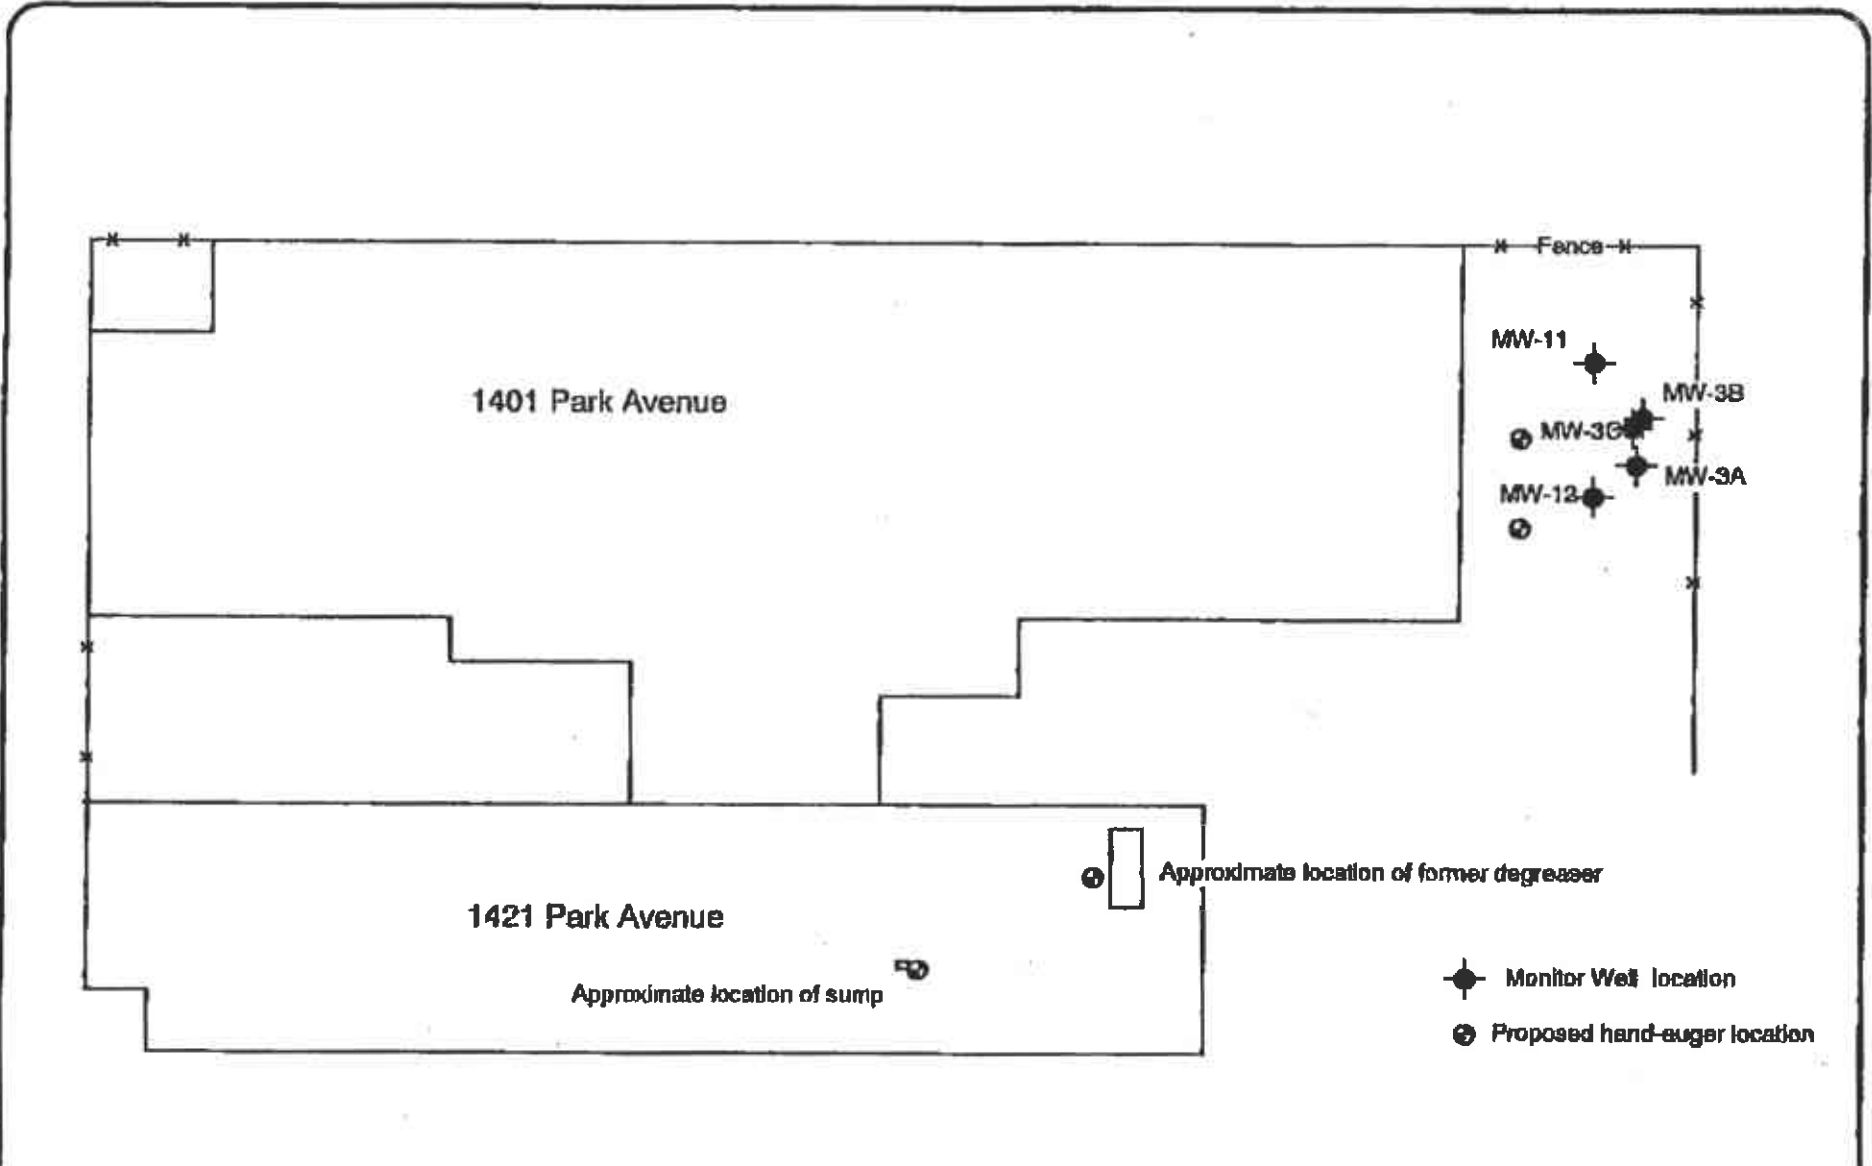 Fence
MW-11
MW-3B
1401 Park Avenue
MW-3C
MW-3A
MW-12
Approximate location of former degreaser
1421 Park Avenue
Approximate location of sump
Monitor Well location
Proposed hand-auger location